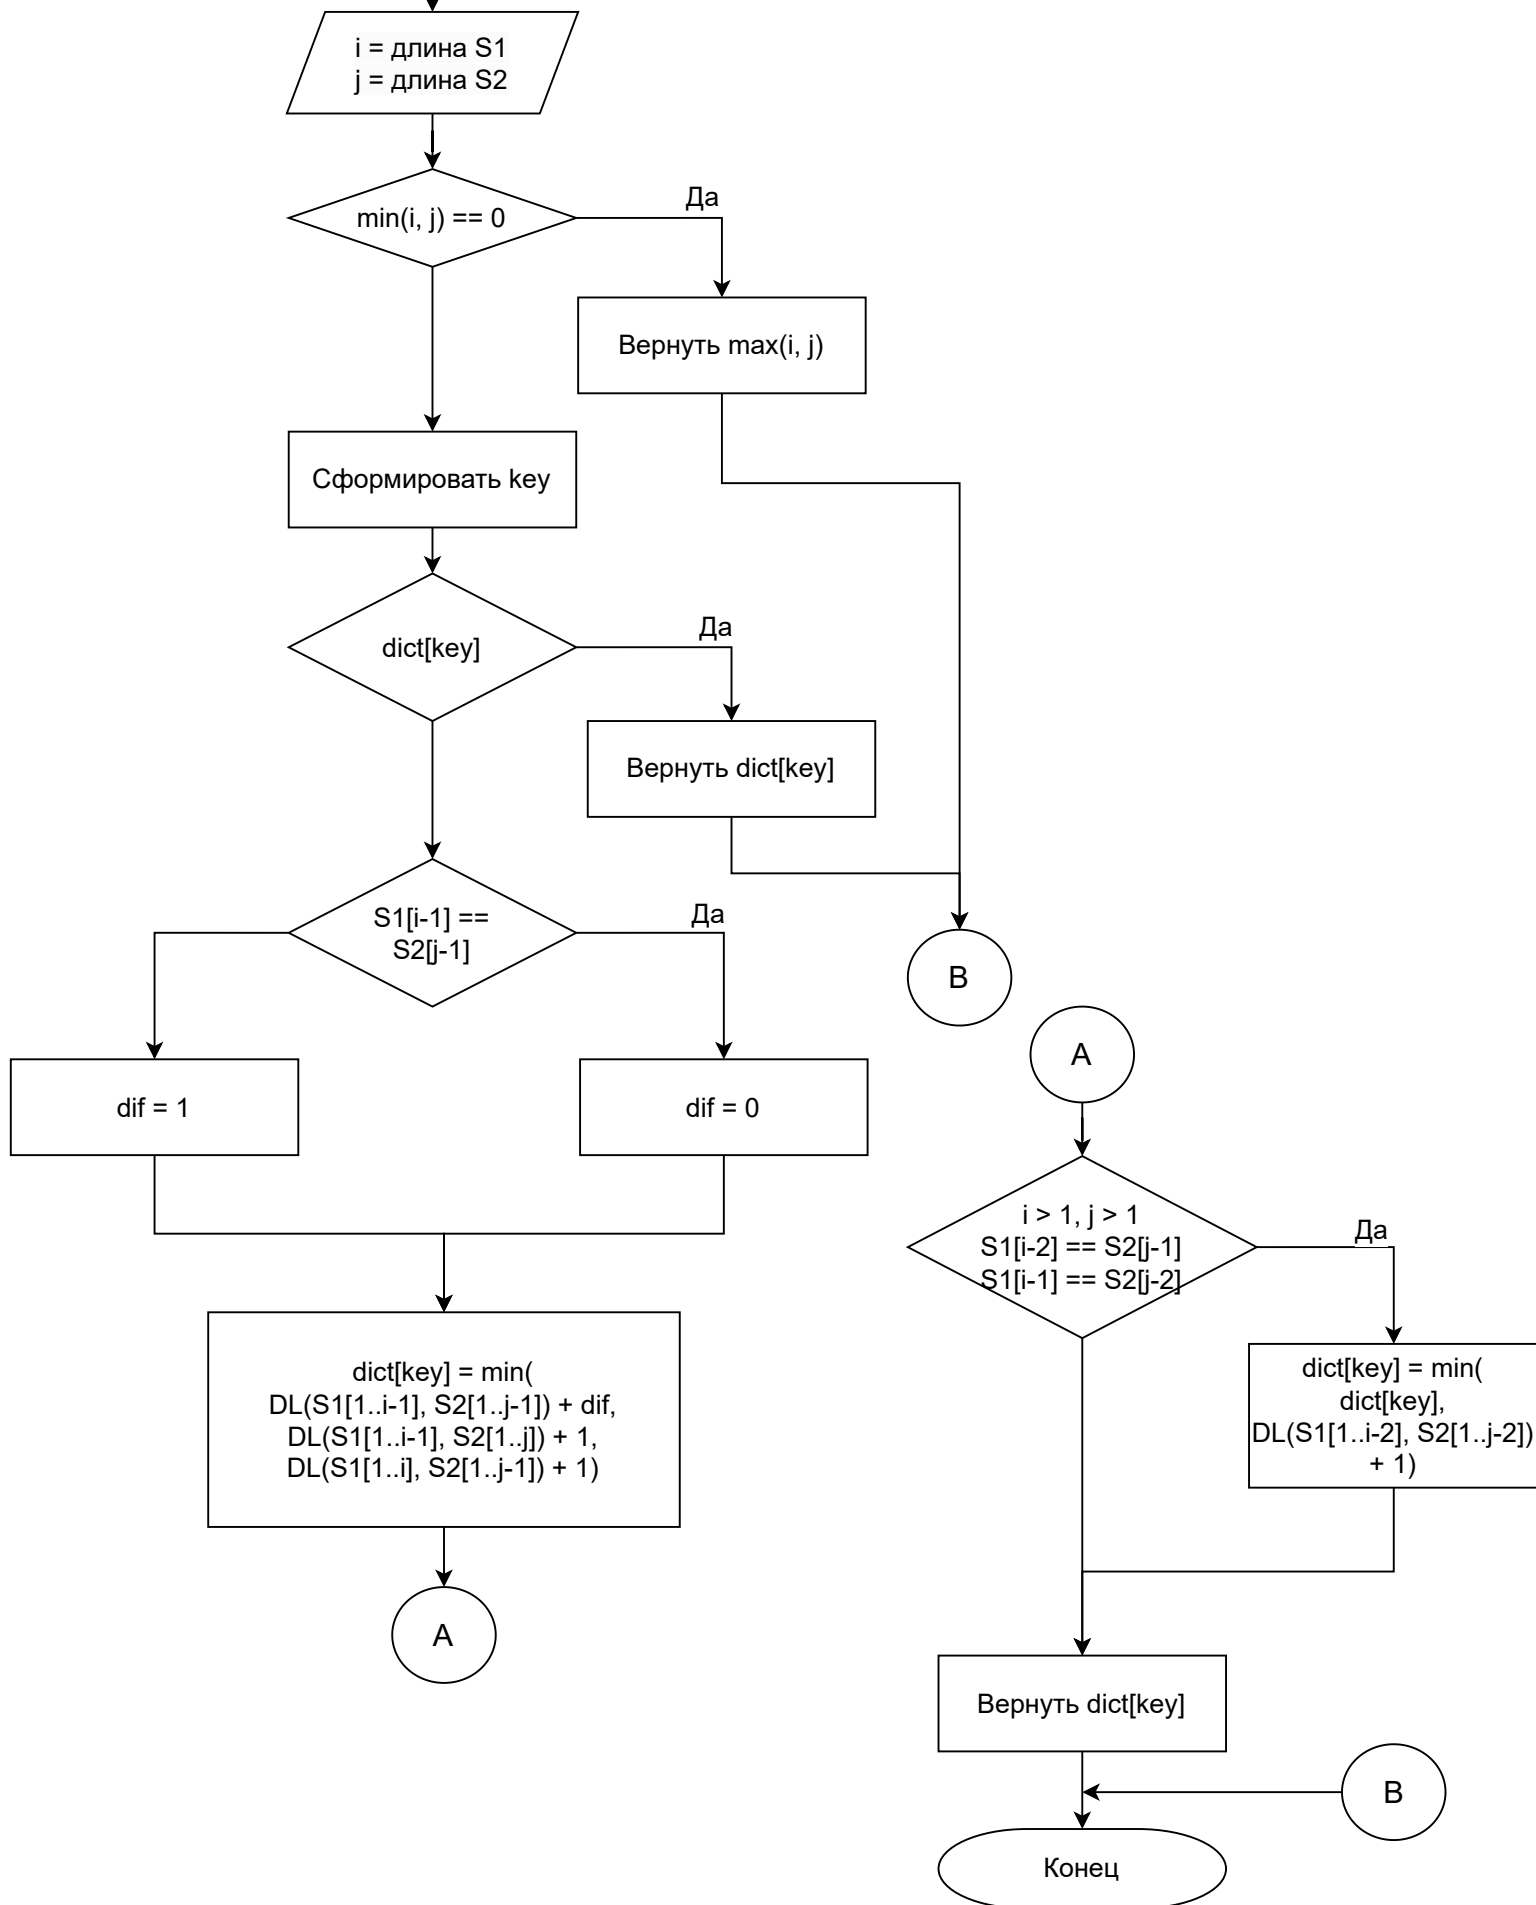 i = длина S1
j = длина S2
min(i, j) == 0
Да
Вернуть max(i, j)
Сформировать key
dict[key]
Да
Вернуть dict[key]
S1[i-1] ==
S2[j-1]
Да
B
dif = 1
dif = 0
dict[key] = min(
DL(S1[1..i-1], S2[1..j-1]) + dif,
DL(S1[1..i-1], S2[1..j]) + 1,
DL(S1[1..i], S2[1..j-1]) + 1)
A
A
i > 1, j > 1
S1[i-2] == S2[j-1]
S1[i-1] == S2[j-2]
Да
dict[key] = min(
dict[key],
DL(S1[1..i-2], S2[1..j-2])
+ 1)
Вернуть dict[key]
B
Конец